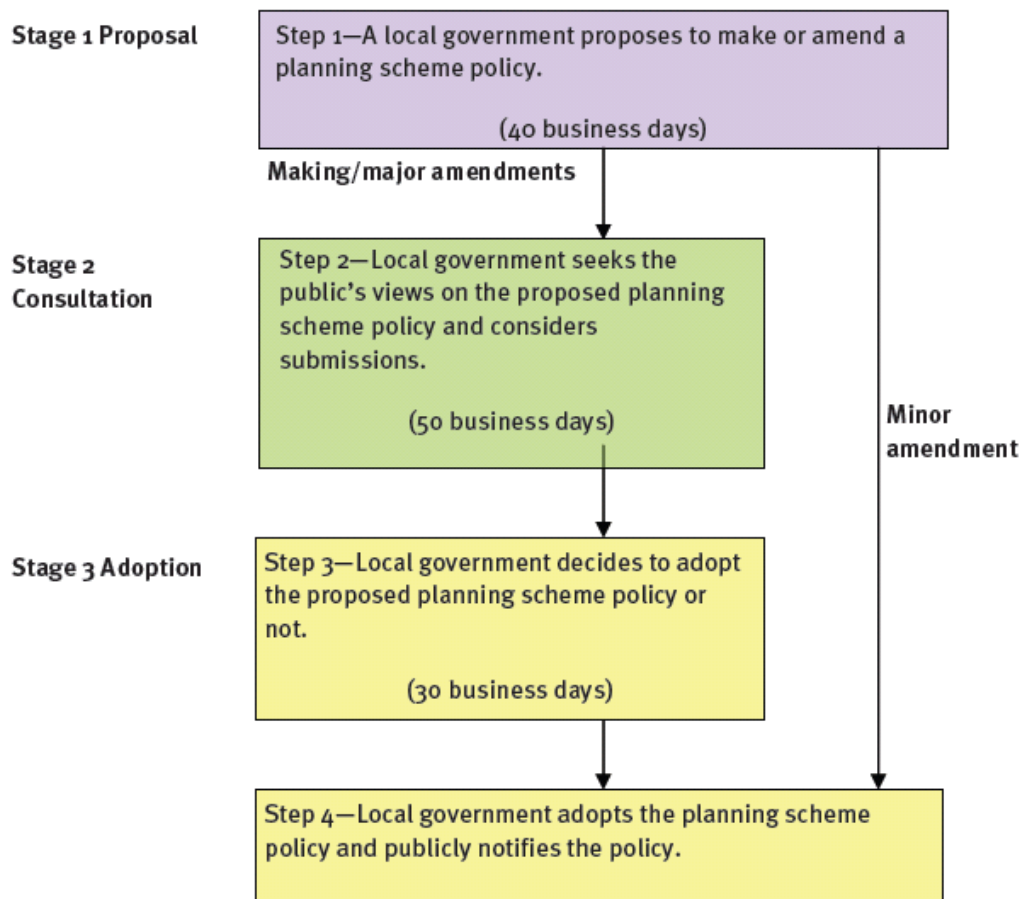 Stage 1 Proposal
Step 1—A local government proposes to make or amend a
planning scheme policy.
(40 business days)
Making/major amendments
Stage 2
Consultation
Step 2—Local government seeks the
public’s views on the proposed planning
scheme policy and considers
submissions.
(50 business days)
Minor
amendment
Stage 3 Adoption
Step 3—Local government decides to adopt
the proposed planning scheme policy or
not.
(30 business days)
Step 4—Local government adopts the planning scheme
policy and publicly notifies the policy.